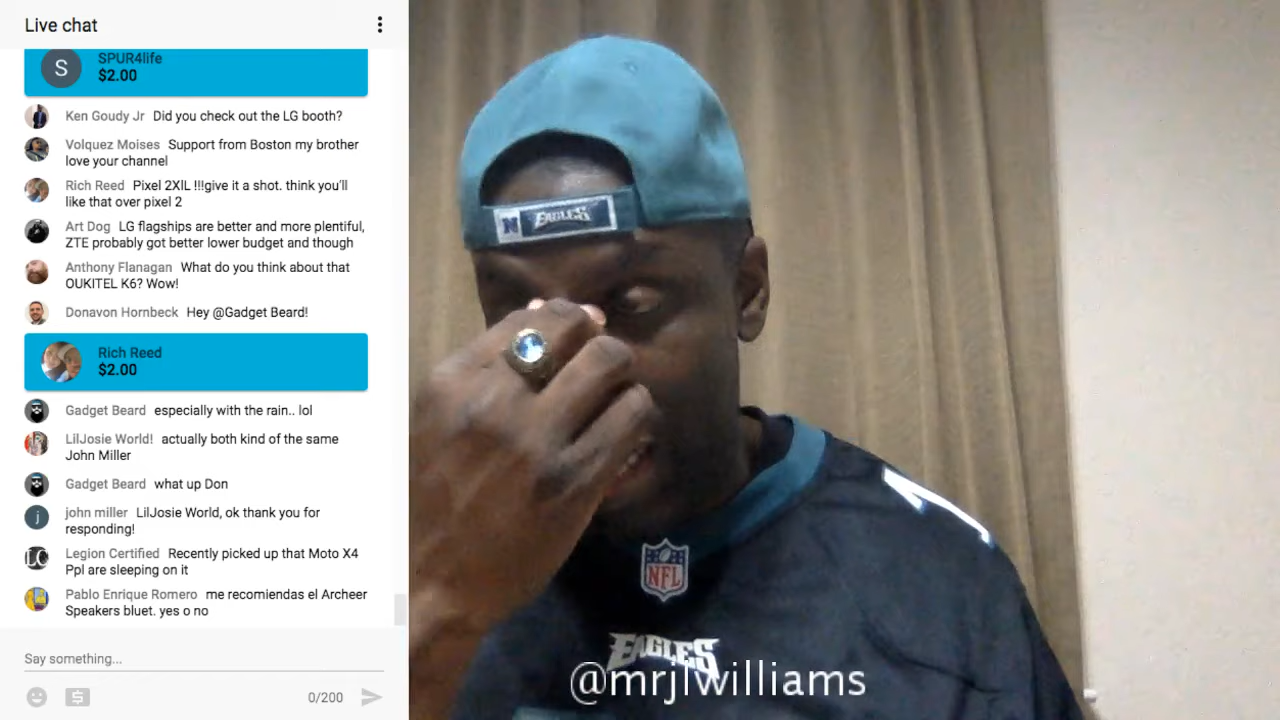 Live chat
SPUR4life
$2.00
Ken Goudy Jr Did you check out the LG booth?
Volquez Moises Support from Boston my brother
love your channel
Rich Reed Pixel 2XlL !!!give it a shot. think you'll
like that over pixel 2
Art Dog LG flagships are better and more plentiful,
ZTE probably got better lower budget and though
Anthony Flanagan What do you think about that
OUKITEL K6? Wow!
Donavon Hornbeck Hey @Gadget Beard!
Rich Reed
$2.00
Gadget Beard especially with the rain.. lol
LilJosie World! actually both kind of the same
John Miller
Gadget Beard what up Don
john miller LilJosie World, ok thank you for
responding!
Legion Certified Recently picked up that Moto X4
Ppl are sleeping on it
Pablo Enrique Romero me recomiendas el Archeer
Speakers bluet. yes o no
Say something...
0/200
S
j
LC
EAGLES
NFL
EAGLES
@mrjlwilliams